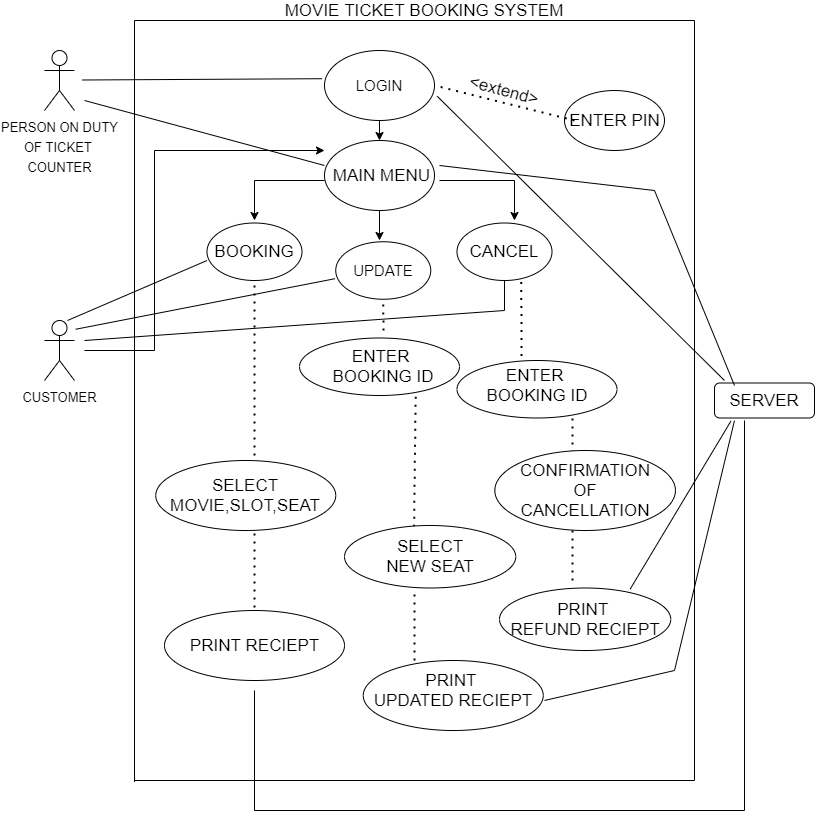 MOVIE TICKET BOOKING SYSTEM
LOGIN
<extend>
ENTER PIN
PERSON ON DUTY
OF TICKET
COUNTER
MAIN MENU
BOOKING
UPDATE
CANCEL
CUSTOMER
ENTER
BOOKING ID
ENTER
BOOKING ID
SERVER
SELECT
MOVIE,SLOT,SEAT
CONFIRMATION
OF
CANCELLATION
SELECT
NEW SEAT
PRINT
REFUND RECIEPT
PRINT RECIEPT
PRINT
UPDATED RECIEPT